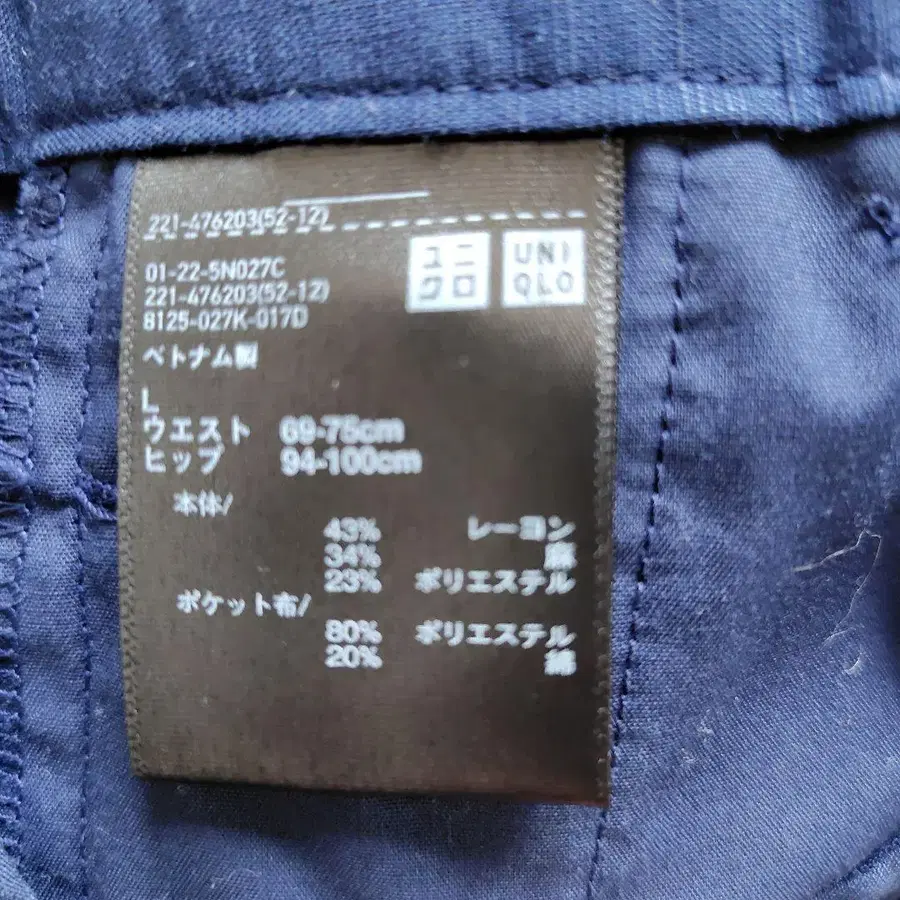 221-476203(52-12)
ユニ
クロ
UNI
QLO
01-22-5N027C
221-476203(52-12)
8125-027K-017D
ベトナム製
L
ウエスト 69-75cm
ヒップ 94-100cm
本体/
43% レーヨン
34% 麻
23% ポリエステル
ポケット布/
80% ポリエステル
20% 綿